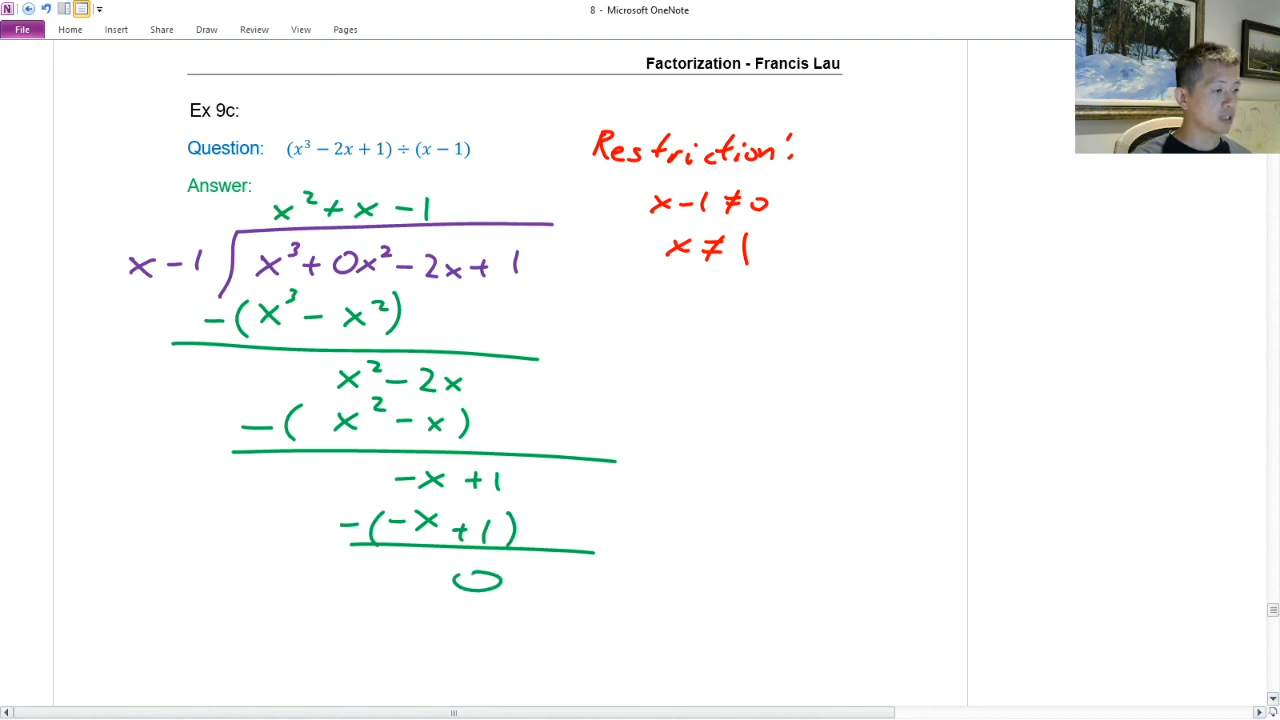 8 - Microsoft OneNote
File Home Insert Share Draw Review View Pages
Factorization - Francis Lau
Ex 9c:
Question: (x³ − 2x + 1) ÷ (x − 1)
Restriction:
Answer:
x² + x − 1
x − 1 ≠ 0
x − 1 x³ + 0x² − 2x + 1
x ≠ 1
−(x³ − x²)
x² − 2x
−( x² − x)
−x + 1
−(−x + 1)
0